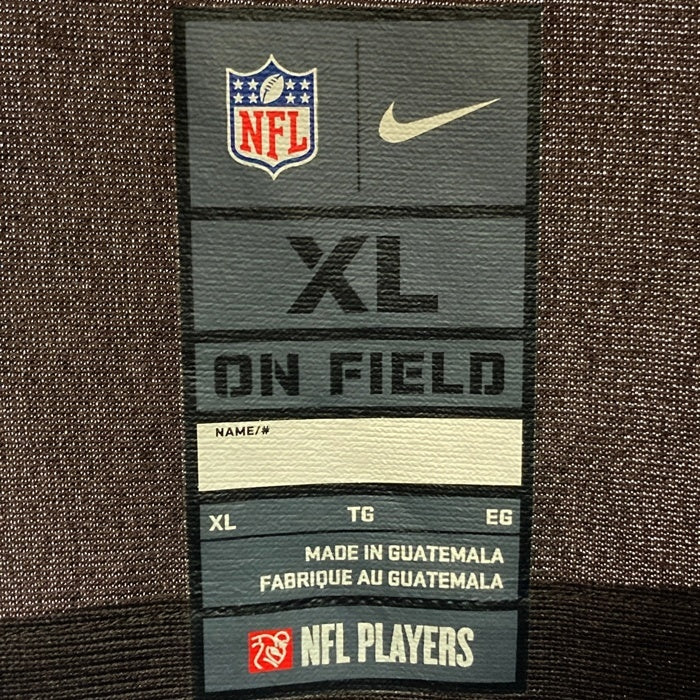 NFL
XL
ON FIELD
NAME/#
XL TG EG
MADE IN GUATEMALA
FABRIQUE AU GUATEMALA
NFL PLAYERS